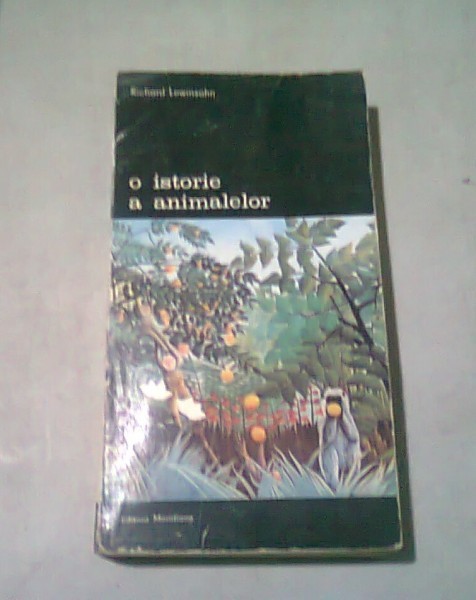 Richard Lewinsohn
o istorie
a animalelor
Editura Meridiane